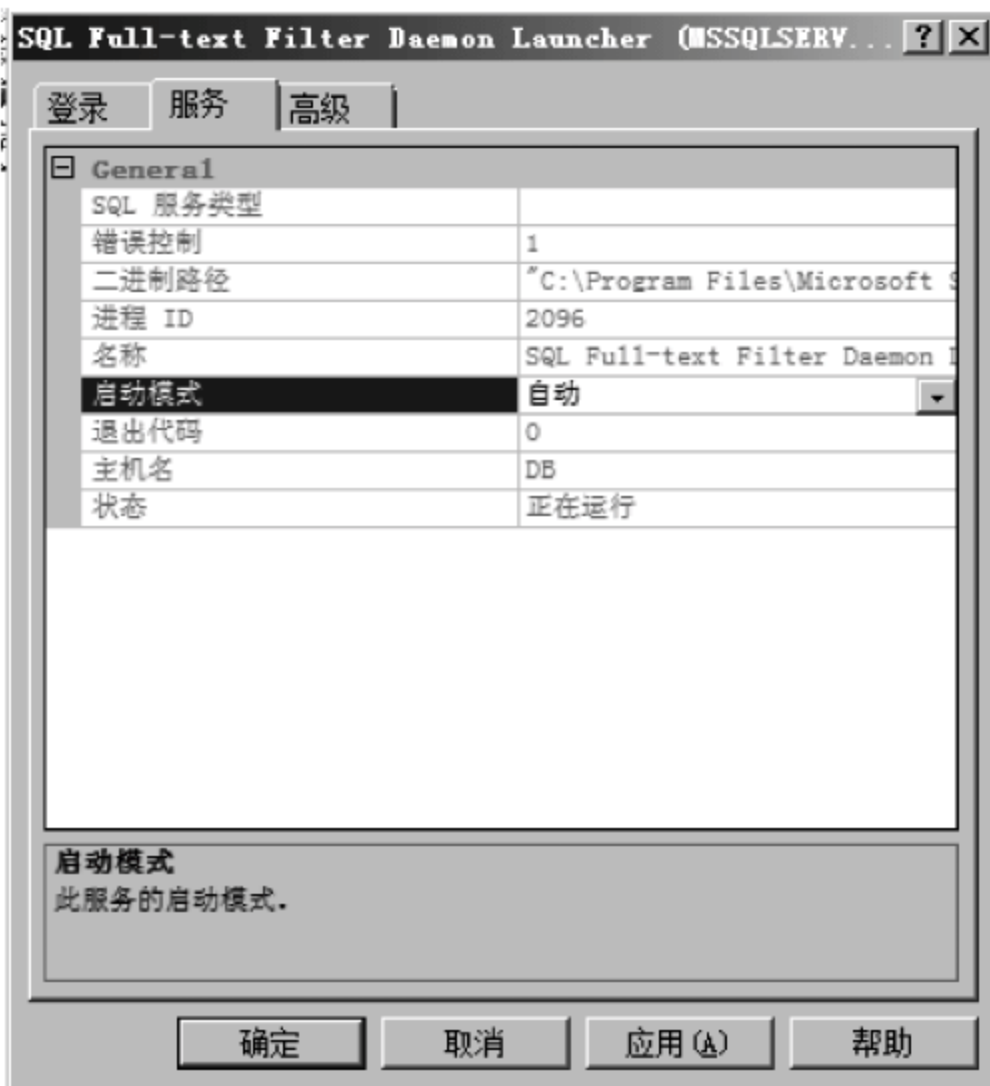 SQL Full-text Filter Daemon Launcher (MSSQLSERV...
登录 服务 高级
General
SQL 服务类型
错误控制 1
二进制路径 "C:\Program Files\Microsoft S
进程 ID 2096
名称 SQL Full-text Filter Daemon L
启动模式 自动
退出代码 0
主机名 DB
状态 正在运行
启动模式
此服务的启动模式.
确定 取消 应用(A) 帮助